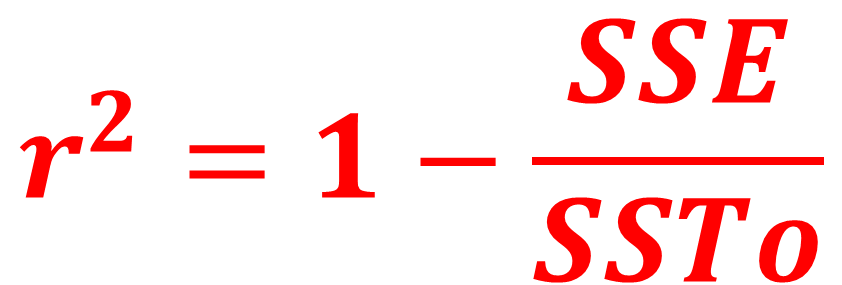 r² = 1 − SSE/SSTo